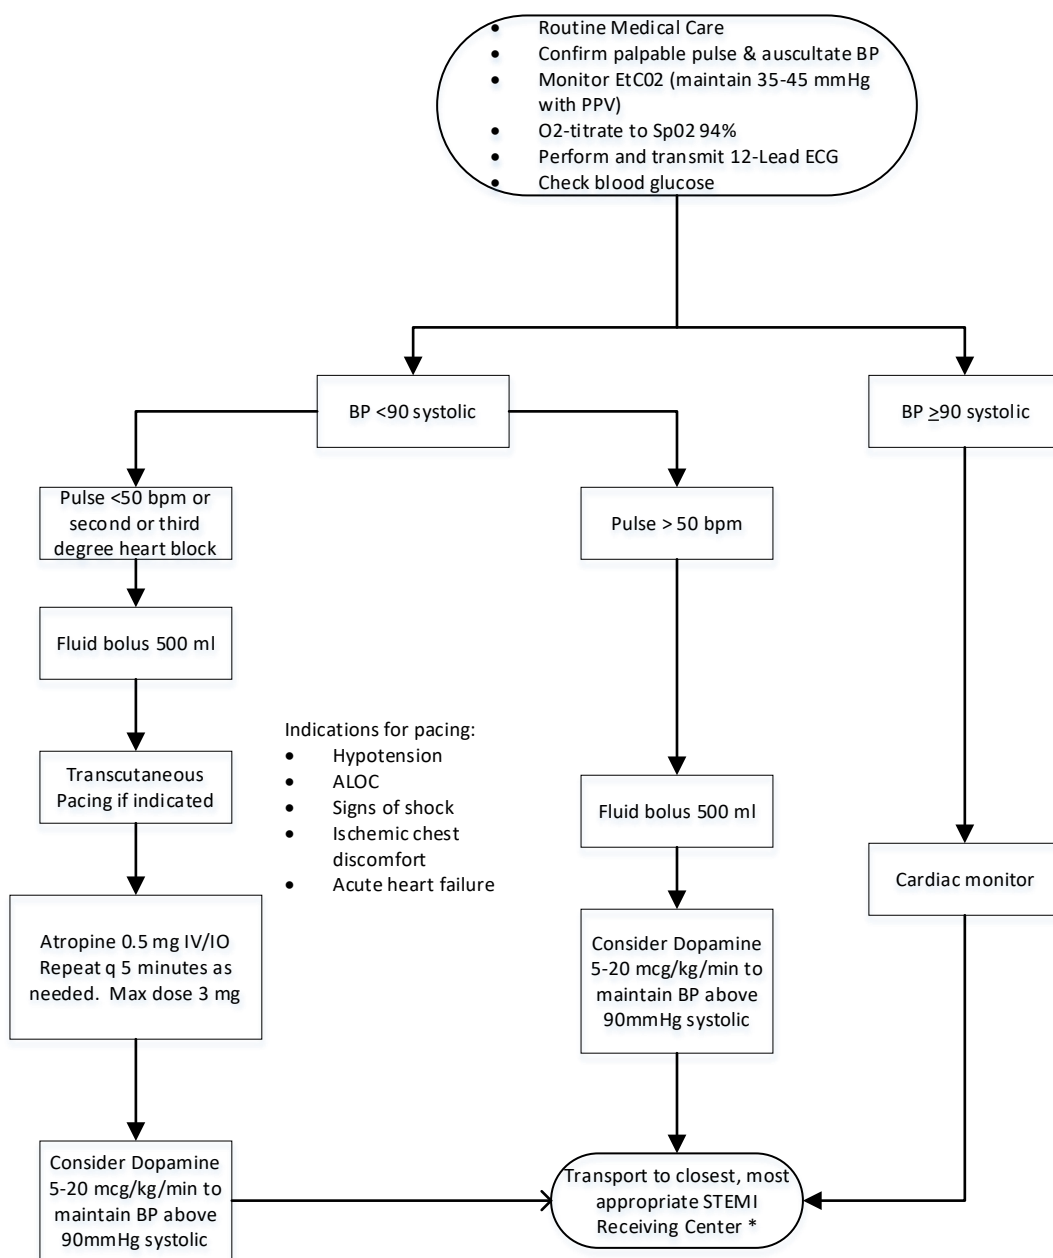 • Routine Medical Care
• Confirm palpable pulse & auscultate BP
• Monitor EtC02 (maintain 35-45 mmHg
with PPV)
• O2-titrate to Sp02 94%
• Perform and transmit 12-Lead ECG
• Check blood glucose
BP <90 systolic
BP ≥90 systolic
Pulse <50 bpm or
second or third
degree heart block
Pulse > 50 bpm
Fluid bolus 500 ml
Transcutaneous
Pacing if indicated
Indications for pacing:
• Hypotension
• ALOC
• Signs of shock
• Ischemic chest
discomfort
• Acute heart failure
Fluid bolus 500 ml
Cardiac monitor
Atropine 0.5 mg IV/IO
Repeat q 5 minutes as
needed.  Max dose 3 mg
Consider Dopamine
5-20 mcg/kg/min to
maintain BP above
90mmHg systolic
Consider Dopamine
5-20 mcg/kg/min to
maintain BP above
90mmHg systolic
Transport to closest, most
appropriate STEMI
Receiving Center *